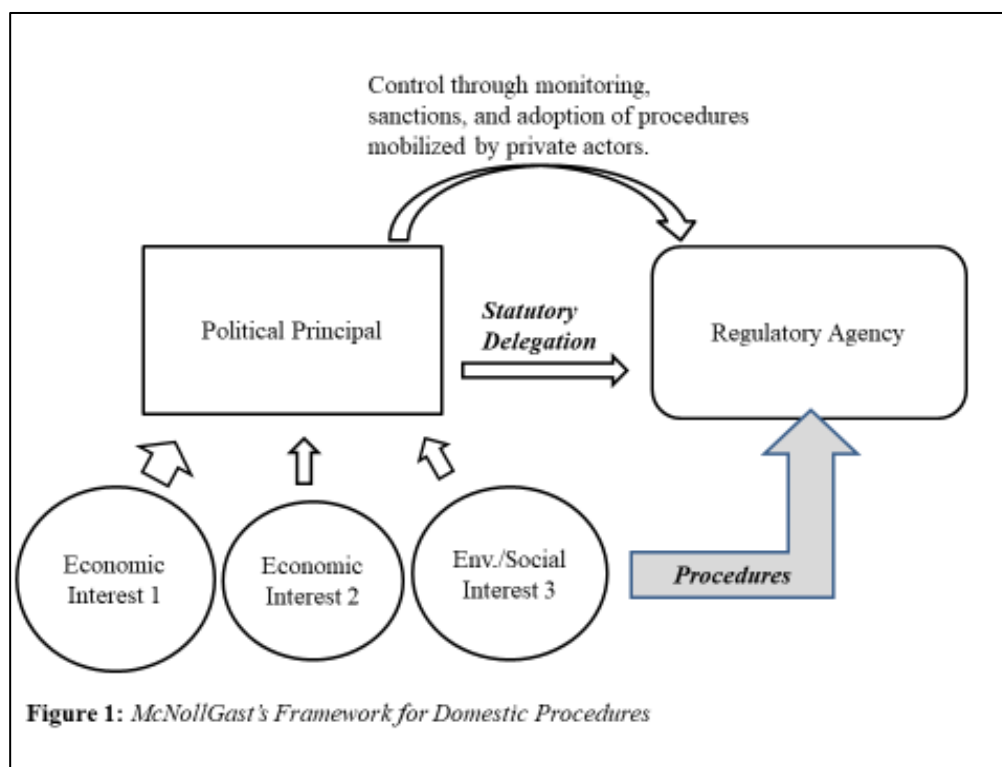 Control through monitoring,
sanctions, and adoption of procedures
mobilized by private actors.
Political Principal
Statutory
Delegation
Regulatory Agency
Economic
Interest 1
Economic
Interest 2
Env./Social
Interest 3
Procedures
Figure 1: McNollGast's Framework for Domestic Procedures